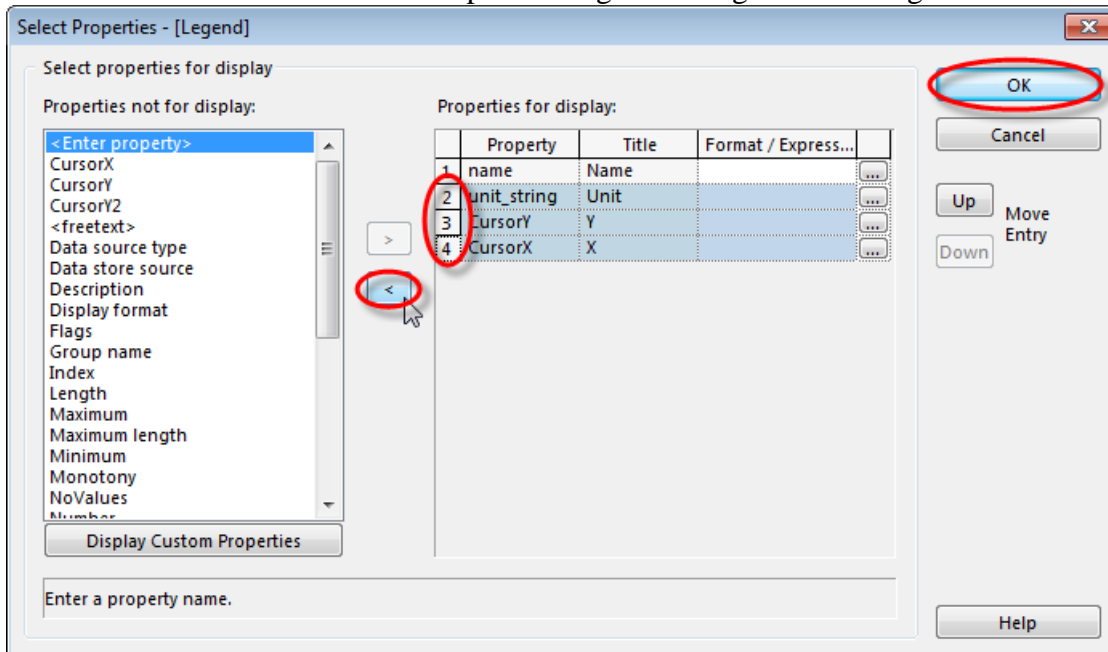 Select Properties - [Legend]
Select properties for display
Properties not for display:
<Enter property>
CursorX
CursorY
CursorY2
<freetext>
Data source type
Data store source
Description
Display format
Flags
Group name
Index
Length
Maximum
Maximum length
Minimum
Monotony
NoValues
Number
Display Custom Properties
>
<
Properties for display:
Property Title Format / Express...
1 name Name ...
2 unit_string Unit ...
3 CursorY Y ...
4 CursorX X ...
OK
Cancel
Up
Down
Move
Entry
Enter a property name.
Help